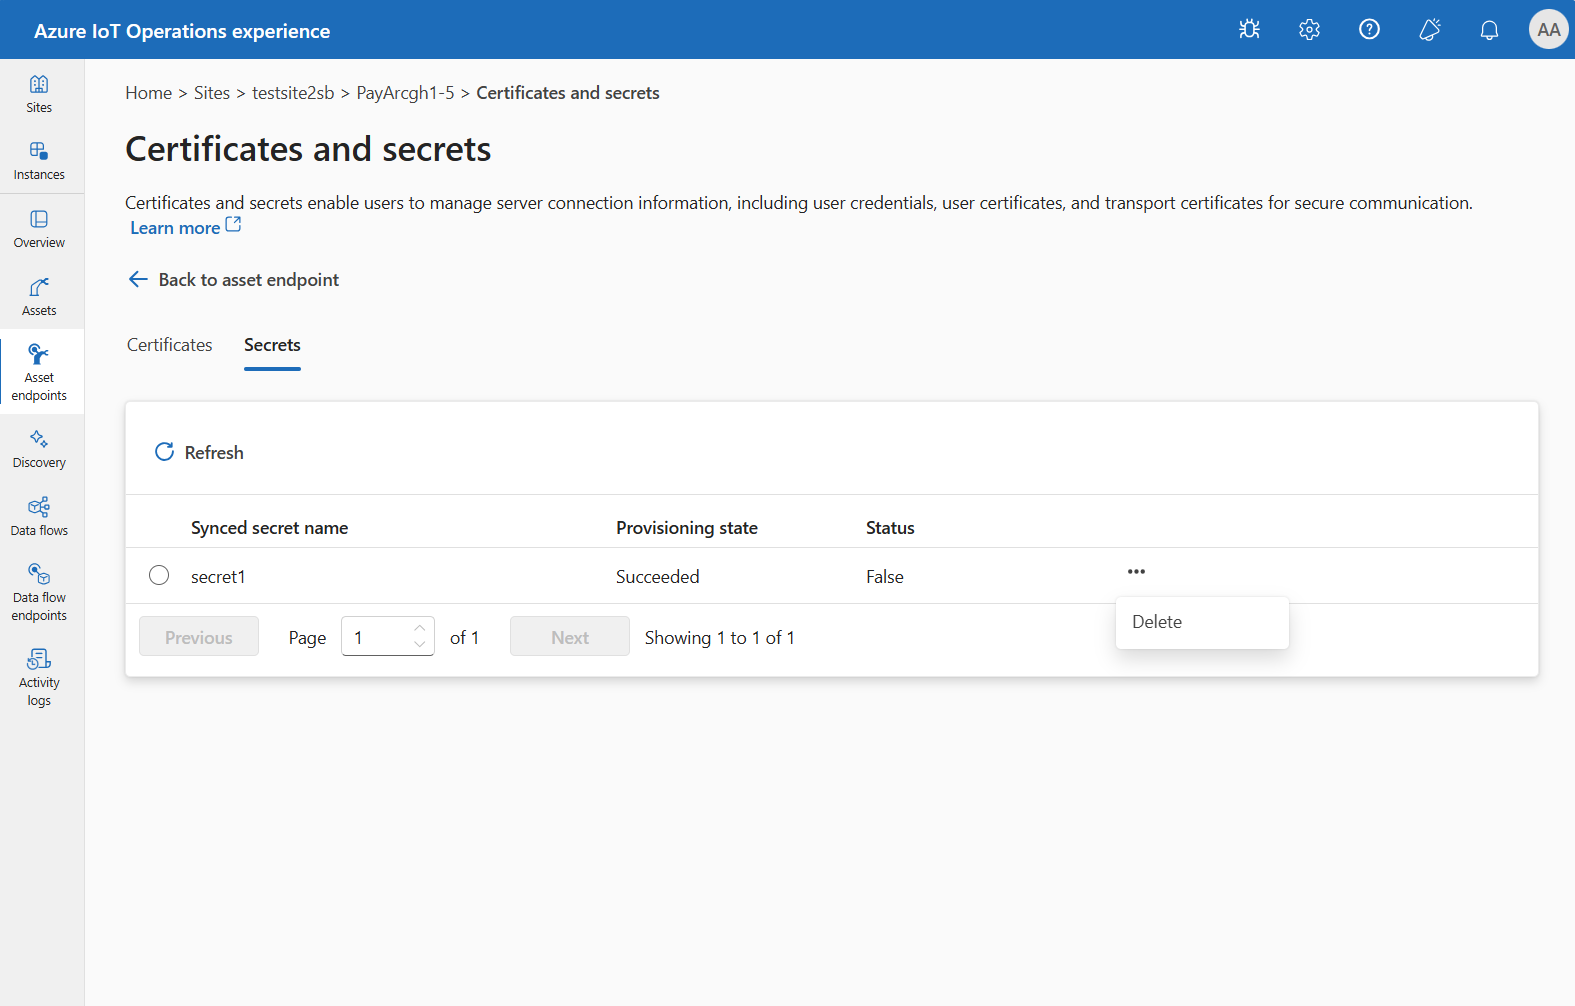 Azure IoT Operations experience
AA
Sites
Instances
Overview
Assets
Asset
endpoints
Discovery
Data flows
Data flow
endpoints
Activity
logs
Home > Sites > testsite2sb > PayArcgh1-5 > Certificates and secrets
Certificates and secrets
Certificates and secrets enable users to manage server connection information, including user credentials, user certificates, and transport certificates for secure communication.
Learn more
Back to asset endpoint
Certificates Secrets
Refresh
Synced secret name Provisioning state Status
secret1 Succeeded False •••
Delete
Previous Page 1 of 1 Next Showing 1 to 1 of 1